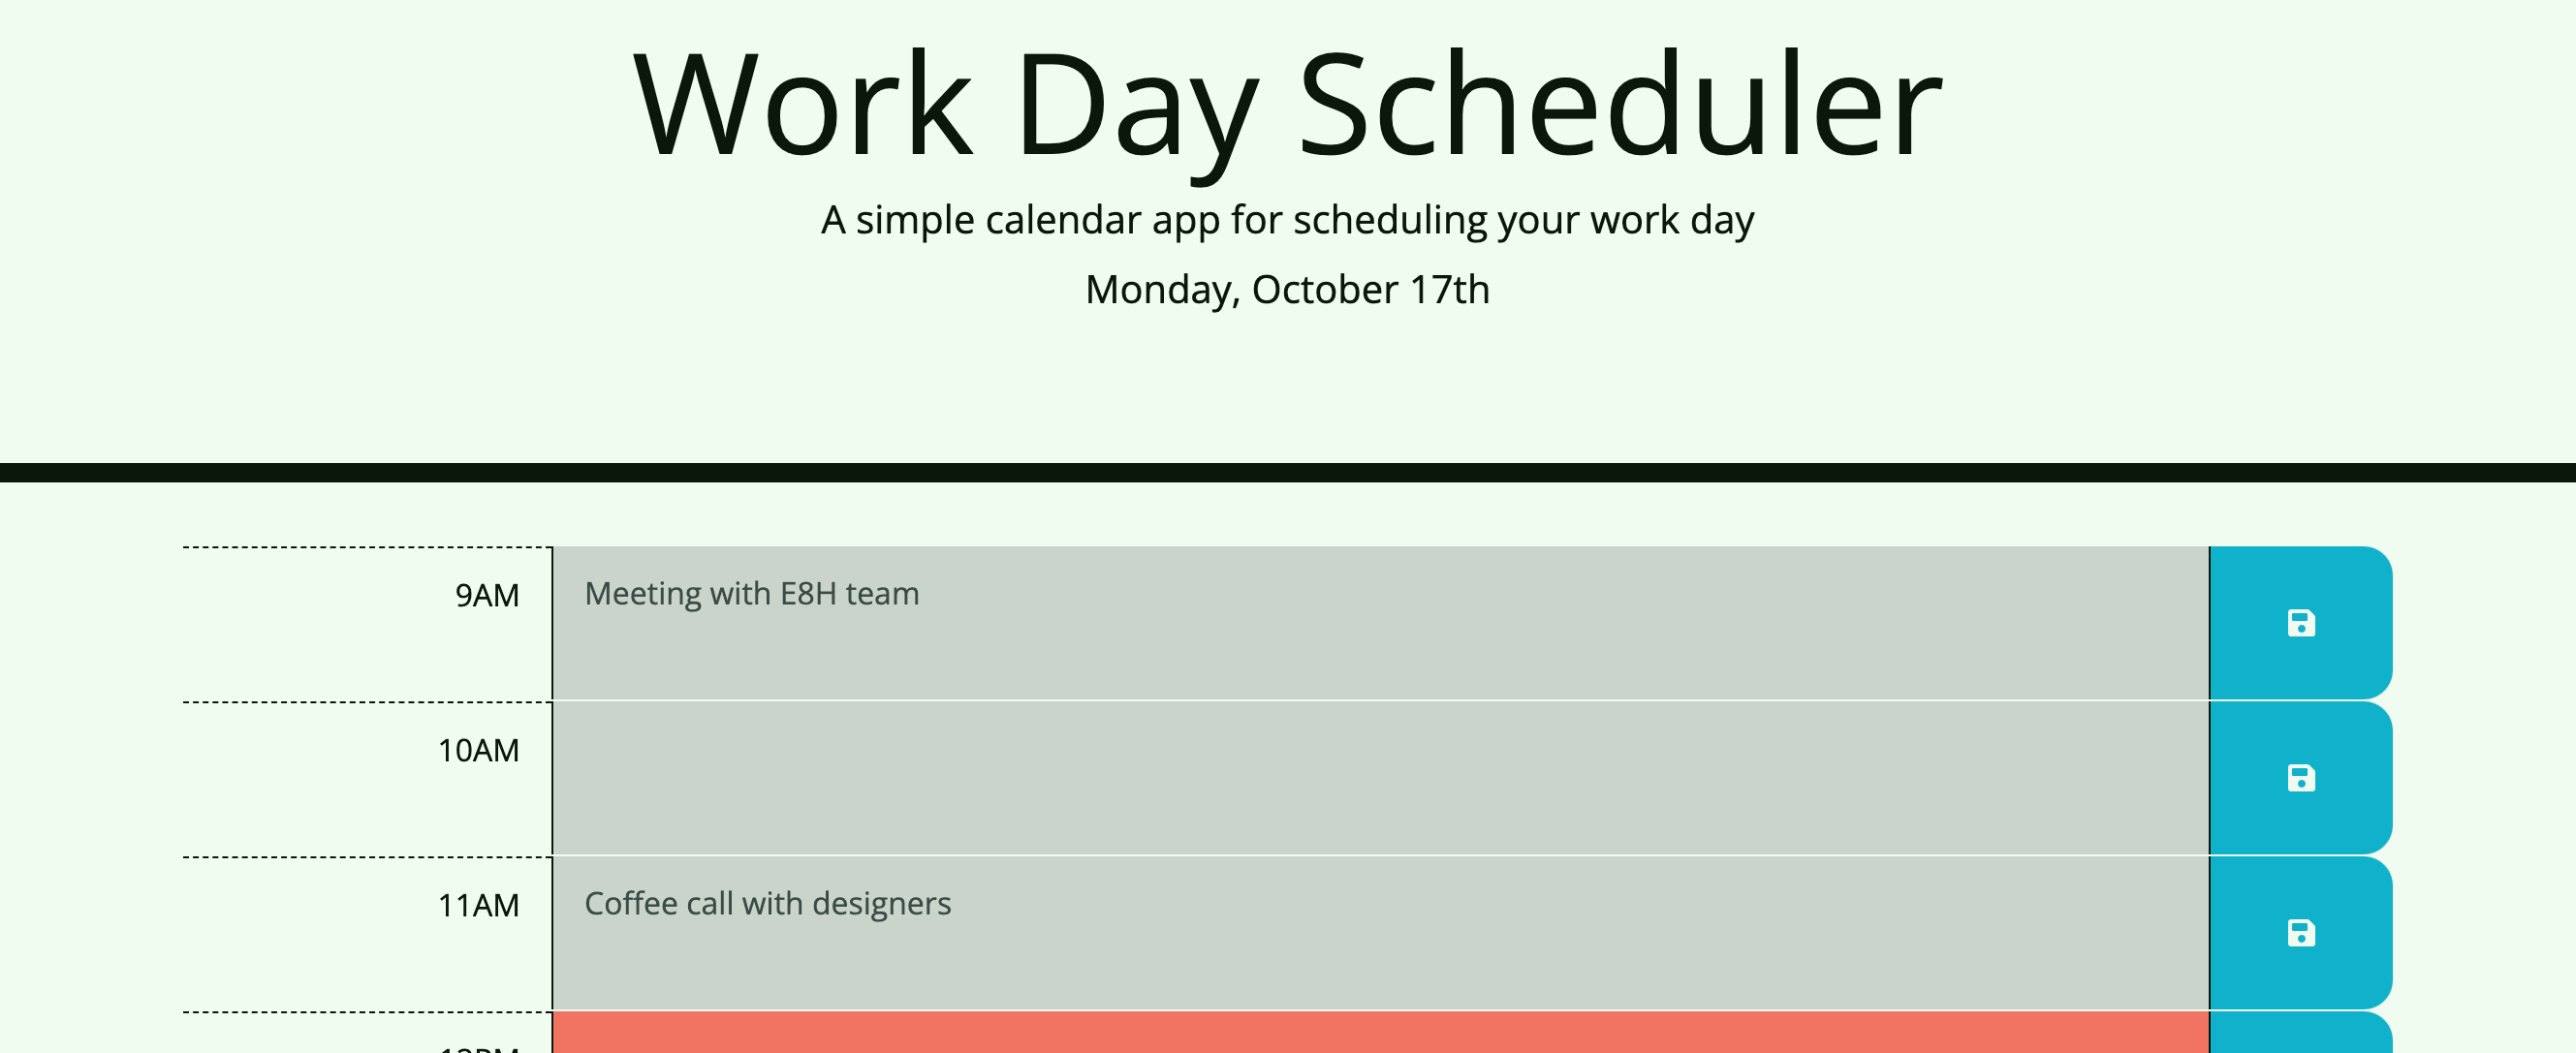 Work Day Scheduler
A simple calendar app for scheduling your work day
Monday, October 17th
9AM
Meeting with E8H team
10AM
11AM
Coffee call with designers
12PM